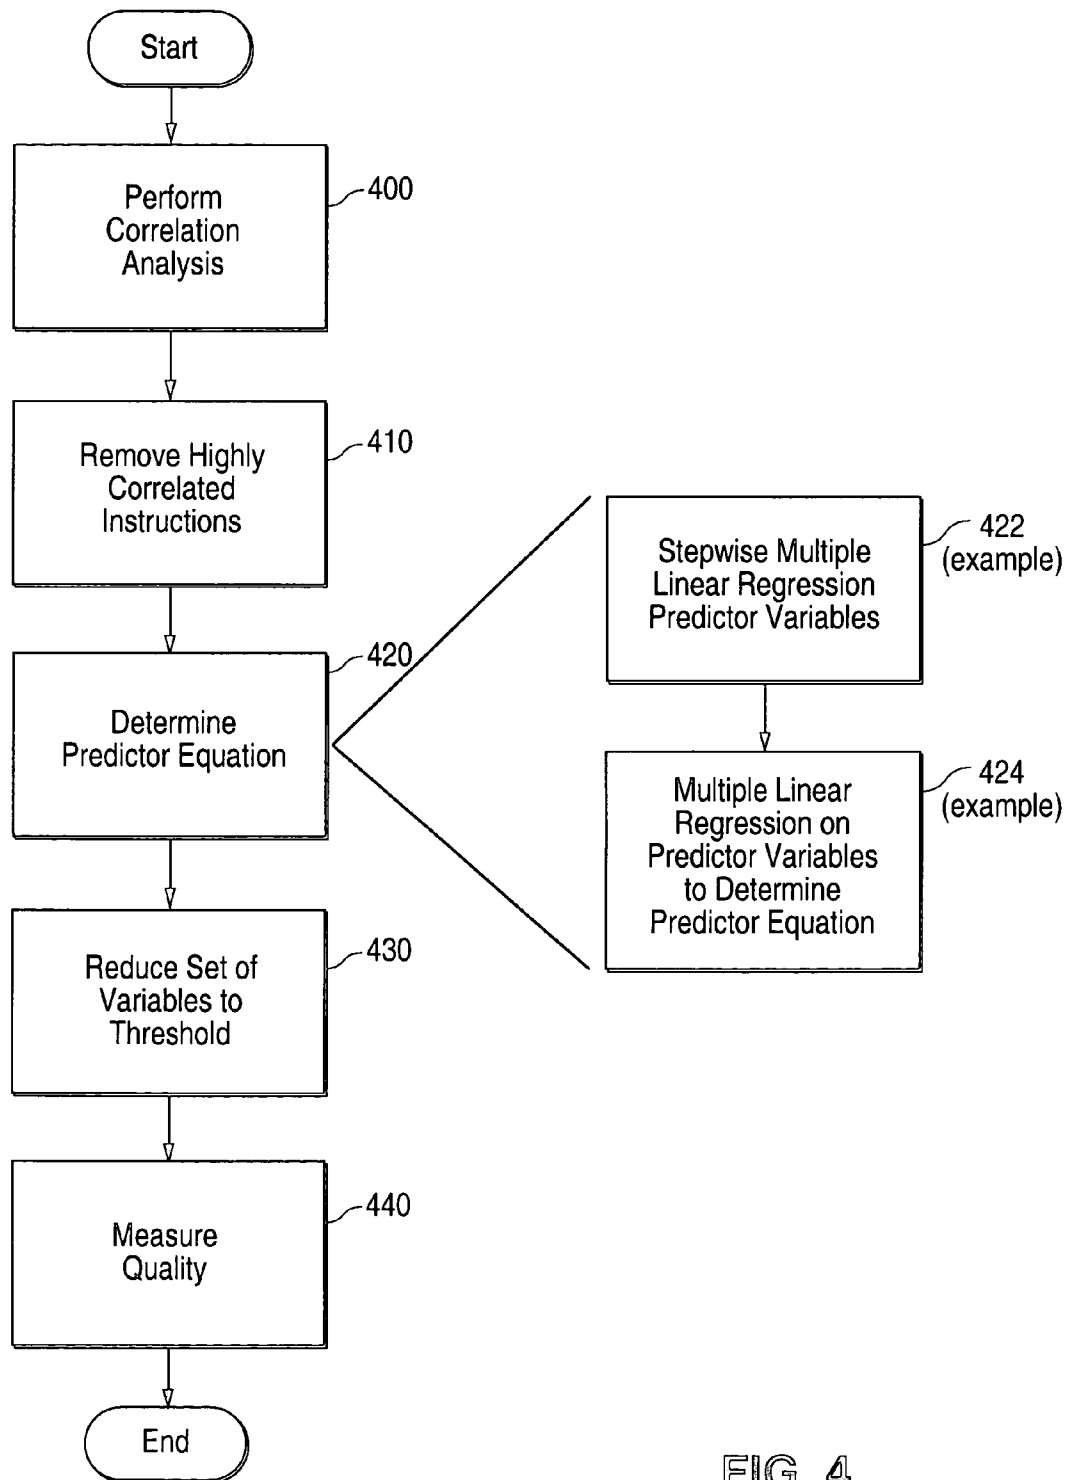 Start
Perform
Correlation
Analysis
400
Remove Highly
Correlated
Instructions
410
Determine
Predictor Equation
420
Stepwise Multiple
Linear Regression
Predictor Variables
422
(example)
Multiple Linear
Regression on
Predictor Variables
to Determine
Predictor Equation
424
(example)
Reduce Set of
Variables to
Threshold
430
Measure
Quality
440
End
FIG. 4